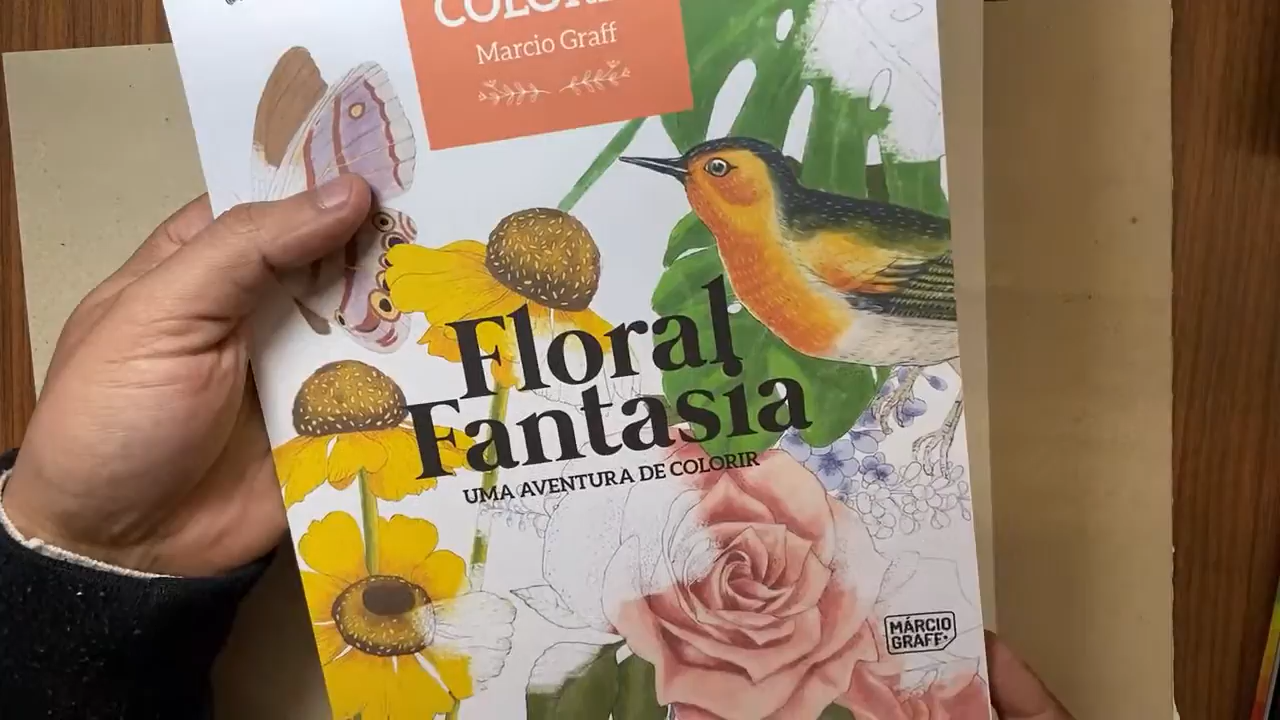 Marcio Graff
Floral
Fantasia
UMA AVENTURA DE COLORIR
MÁRCIO
GRAFF